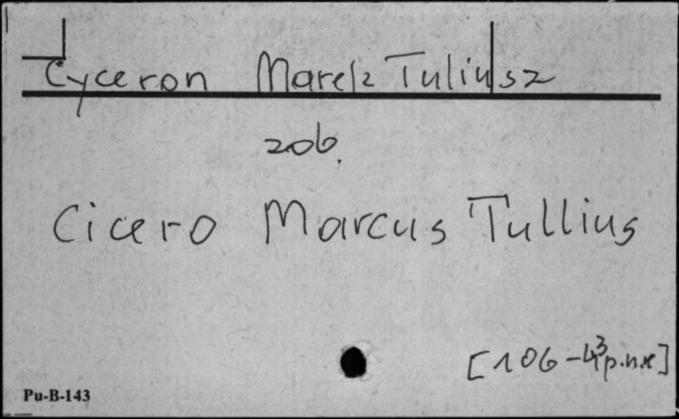 Cyceron Marek Tuliusz
zob.
Cicero Marcus Tullius
[106-43 p.n.e]
Pu-B-143